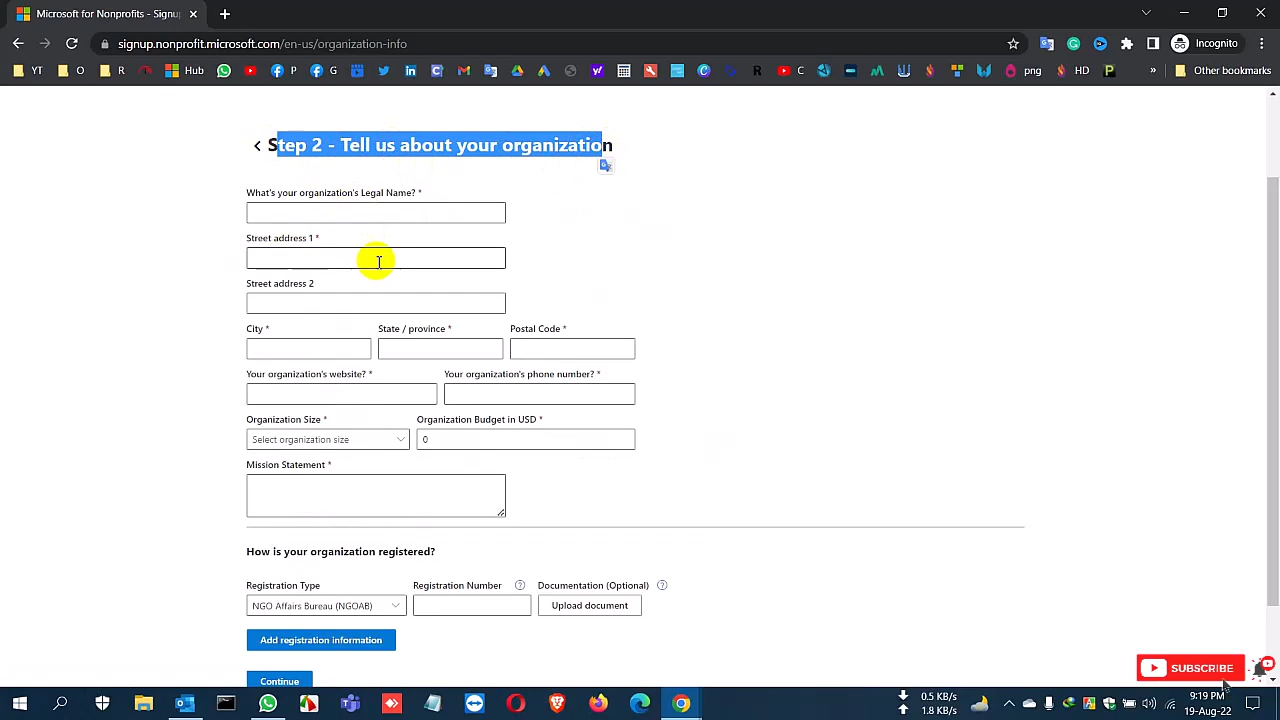 Microsoft for Nonprofits - Signup
signup.nonprofit.microsoft.com/en-us/organization-info
Incognito
YT
O
R
Hub
P
G
R
C
png
HD
»
Other bookmarks
Step 2 - Tell us about your organization
What's your organization's Legal Name? *
Street address 1 *
Street address 2
City *
State / province *
Postal Code *
Your organization's website? *
Your organization's phone number? *
Organization Size *
Organization Budget in USD *
Select organization size
0
Mission Statement *
How is your organization registered?
Registration Type
Registration Number
Documentation (Optional)
NGO Affairs Bureau (NGOAB)
Upload document
Add registration information
SUBSCRIBE
Continue
0.5 KB/s
1.8 KB/s
9:19 PM
19-Aug-22